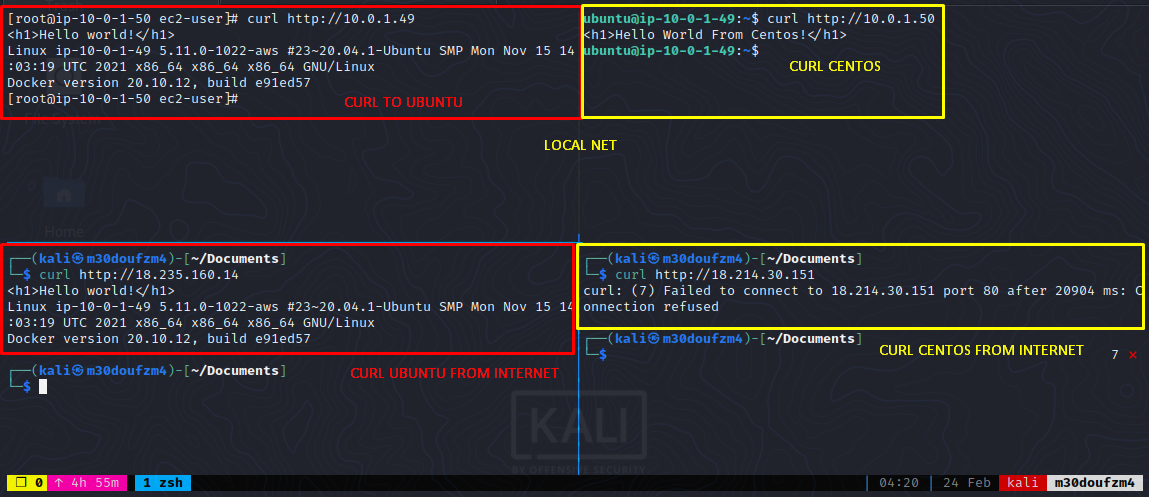 [root@ip-10-0-1-50 ec2-user]# curl http://10.0.1.49
<h1>Hello world!</h1>
Linux ip-10-0-1-49 5.11.0-1022-aws #23~20.04.1-Ubuntu SMP Mon Nov 15 14
:03:19 UTC 2021 x86_64 x86_64 x86_64 GNU/Linux
Docker version 20.10.12, build e91ed57
[root@ip-10-0-1-50 ec2-user]#
CURL TO UBUNTU
File System
ubuntu@ip-10-0-1-49:~$ curl http://10.0.1.50
<h1>Hello World From Centos!</h1>
ubuntu@ip-10-0-1-49:~$
CURL CENTOS
LOCAL NET
Home
┌──(kali㉿m30doufzm4)-[~/Documents]
└─$ curl http://18.235.160.14
<h1>Hello world!</h1>
Linux ip-10-0-1-49 5.11.0-1022-aws #23~20.04.1-Ubuntu SMP Mon Nov 15 14
:03:19 UTC 2021 x86_64 x86_64 x86_64 GNU/Linux
Docker version 20.10.12, build e91ed57
┌──(kali㉿m30doufzm4)-[~/Documents]
└─$
CURL UBUNTU FROM INTERNET
┌──(kali㉿m30doufzm4)-[~/Documents]
└─$ curl http://18.214.30.151
curl: (7) Failed to connect to 18.214.30.151 port 80 after 20904 ms: C
onnection refused
┌──(kali㉿m30doufzm4)-[~/Documents]
└─$
7 ✕
CURL CENTOS FROM INTERNET
KALI
BY OFFENSIVE SECURITY
❐ 0 ↑ 4h 55m 1 zsh | 04:20 | 24 Feb kali m30doufzm4